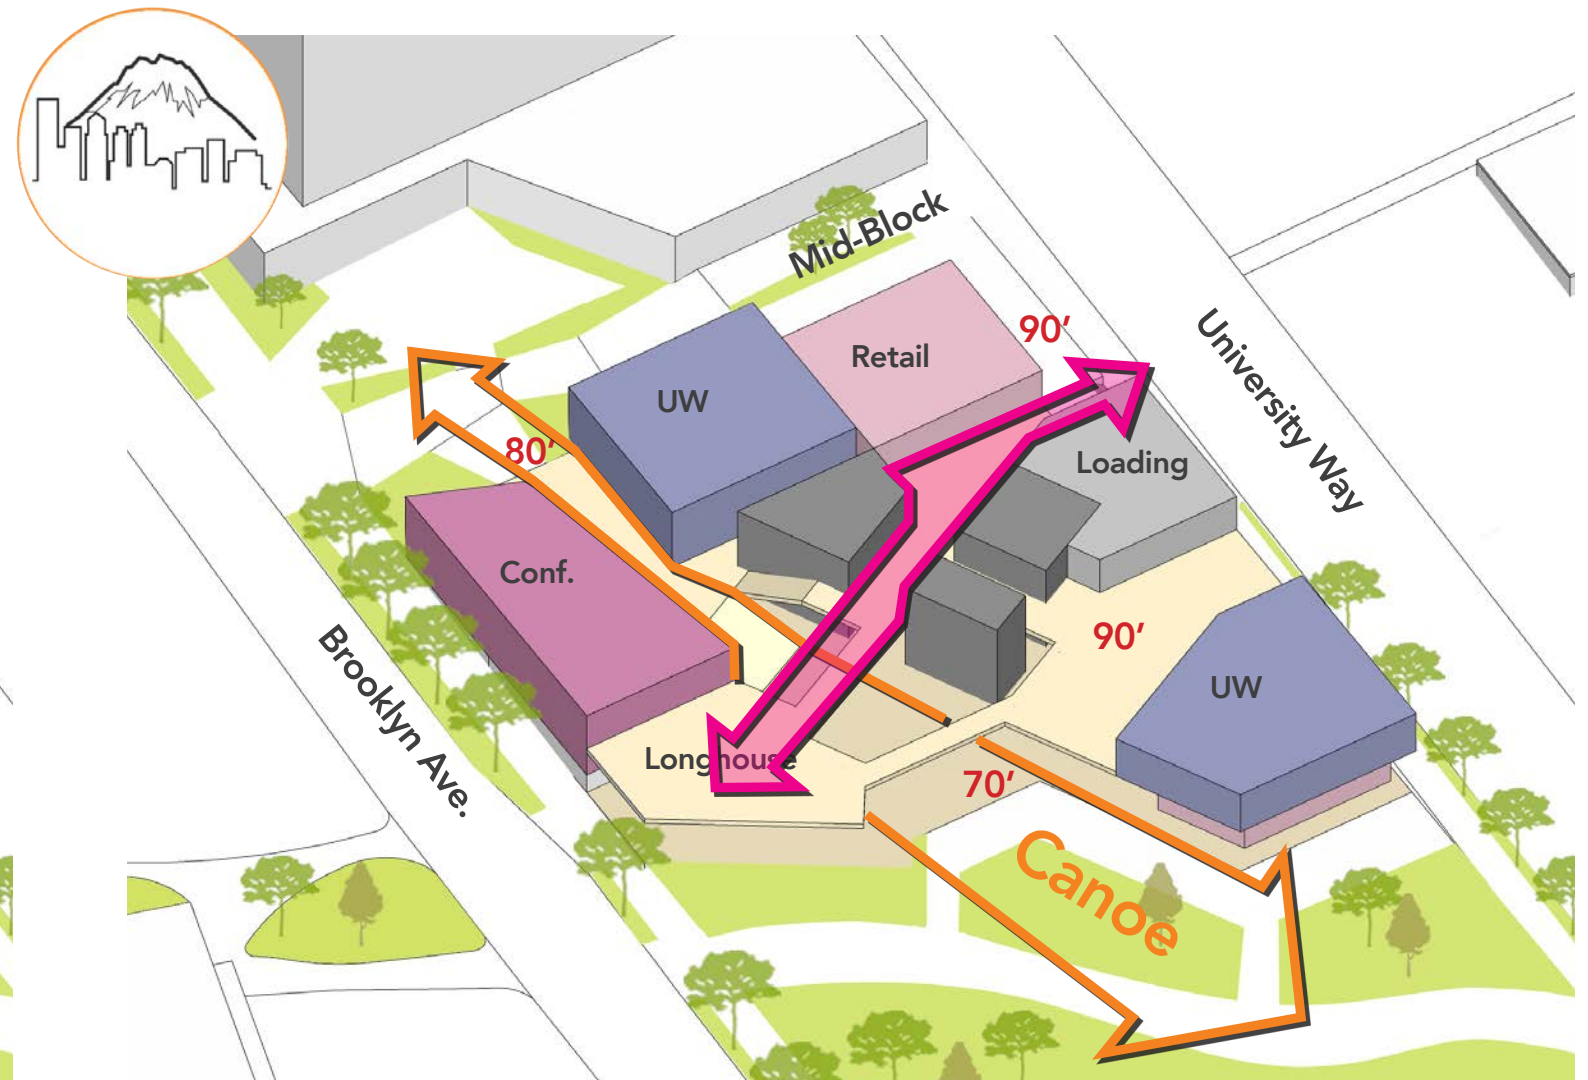 Mid-Block
90’
Retail
University Way
UW
80’
Loading
Conf.
90’
Brooklyn Ave.
UW
Longhouse
70’
Canoe